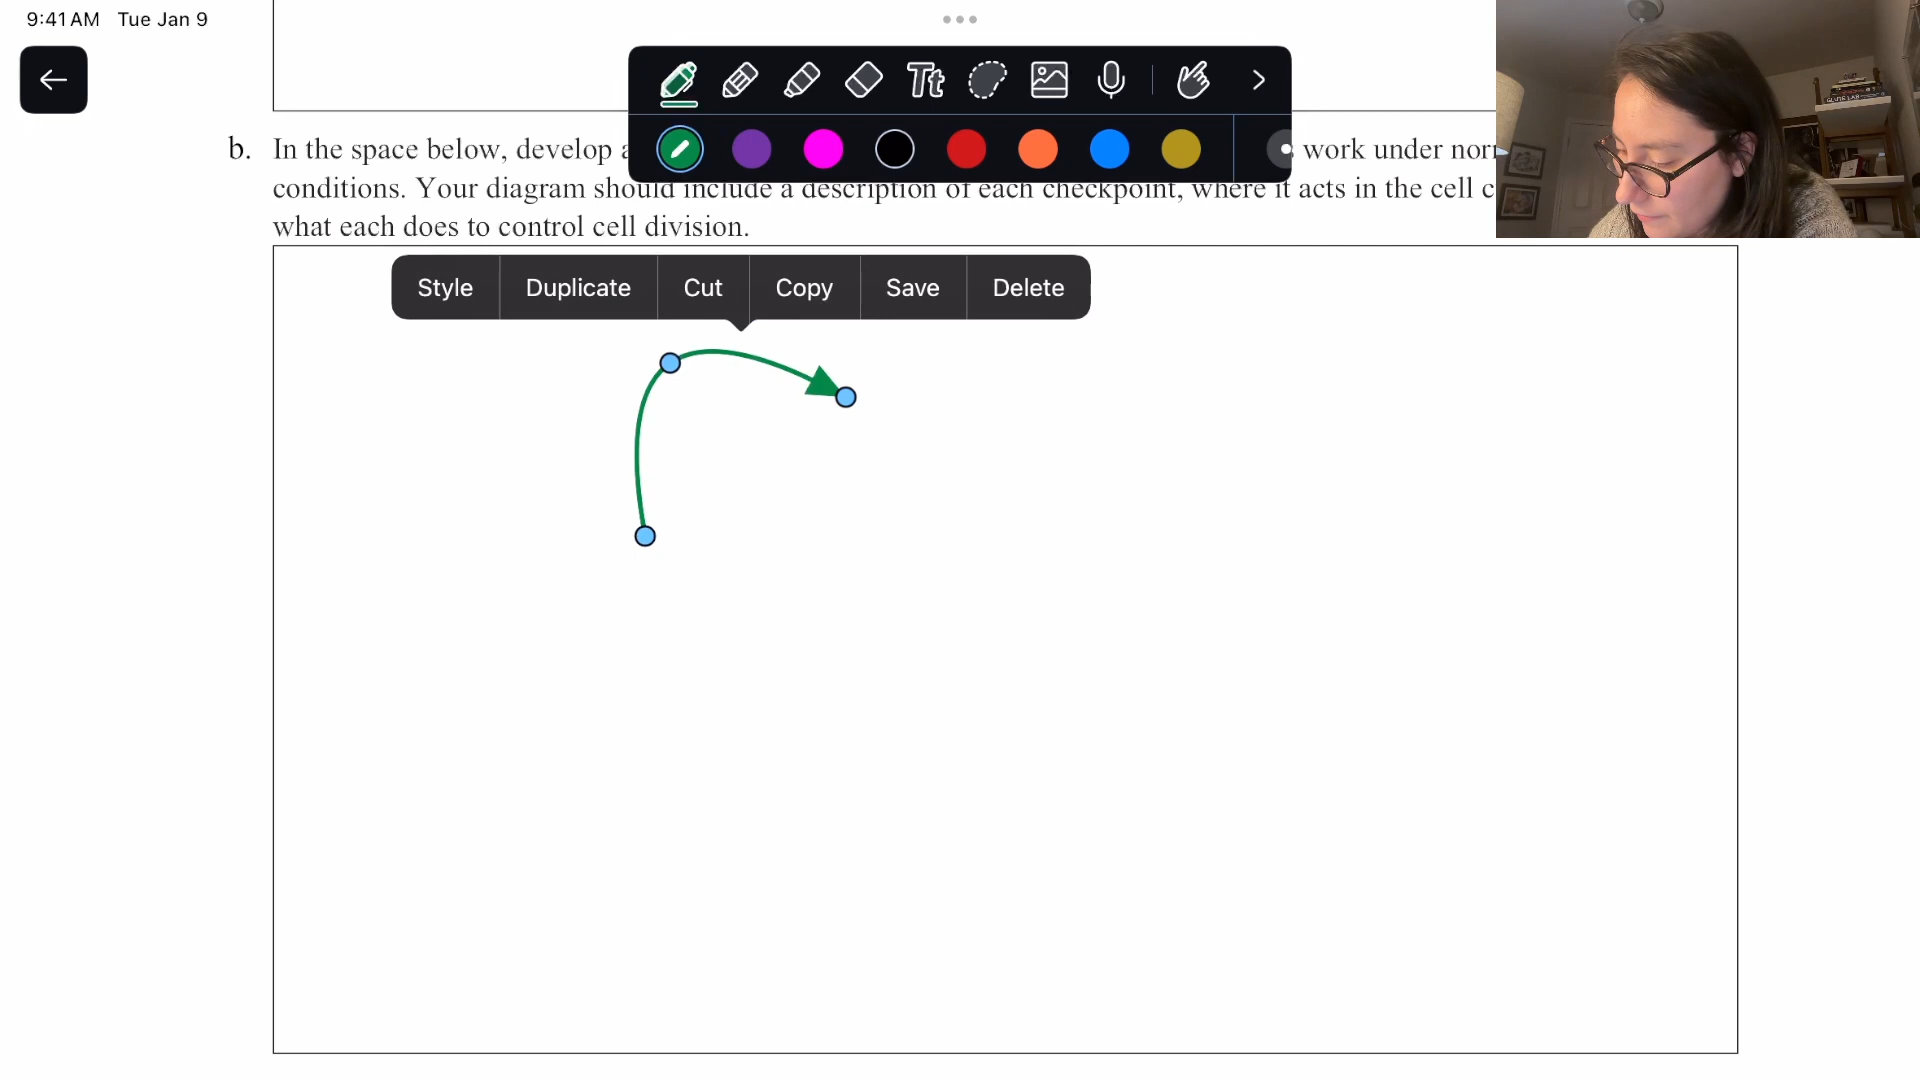 9:41 AM Tue Jan 9
Tt
b. In the space below, develop a work under nor
conditions. Your diagram should include a description of each checkpoint, where it acts in the cell c
what each does to control cell division.
Style Duplicate Cut Copy Save Delete